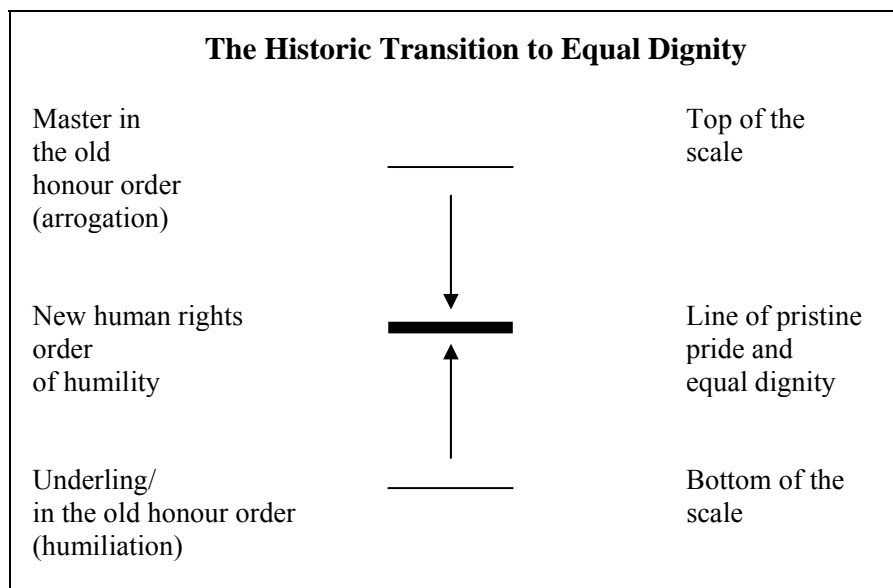 The Historic Transition to Equal Dignity
Master in
the old
honour order
(arrogation)
Top of the
scale
New human rights
order
of humility
Line of pristine
pride and
equal dignity
Underling/
in the old honour order
(humiliation)
Bottom of the
scale